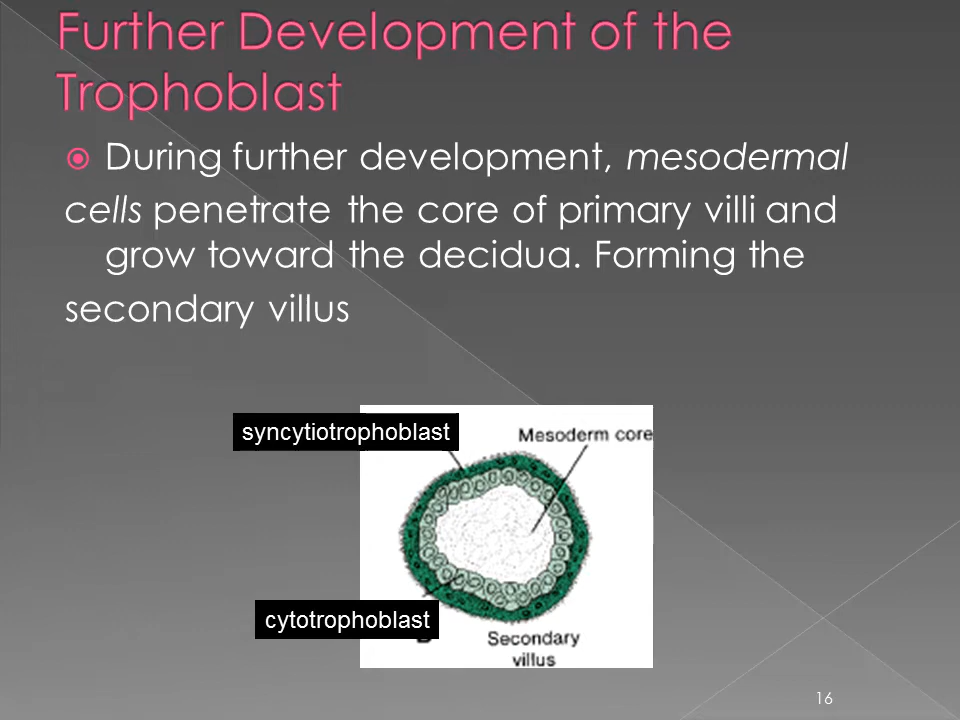 Further Development of the
Trophoblast
During further development, mesodermal
cells penetrate the core of primary villi and
grow toward the decidua. Forming the
secondary villus
syncytiotrophoblast
Mesoderm core
cytotrophoblast
Secondary
villus
16